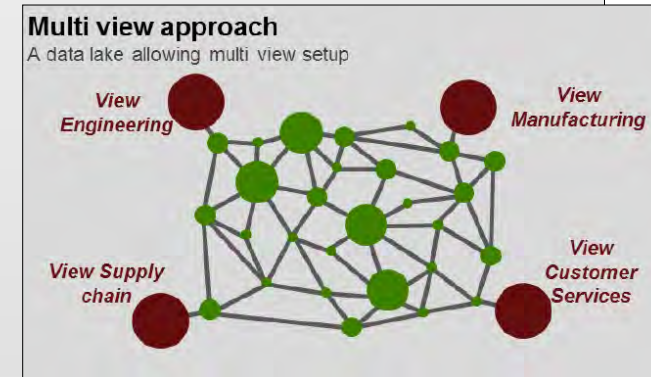 Multi view approach
A data lake allowing multi view setup
View
Engineering
View
Manufacturing
View Supply
chain
View
Customer
Services